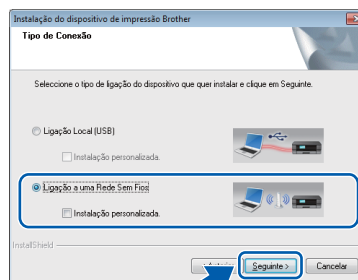 Instalação do dispositivo de impressão Brother
Tipo de Conexão
Seleccione o tipo de ligação do dispositivo que quer instalar e clique em Seguinte.
Ligação Local (USB)
Instalação personalizada.
Ligação a uma Rede Sem Fios
Instalação personalizada.
InstallShield
Seguinte > Cancelar